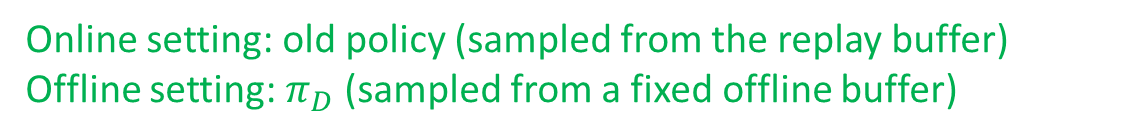 Online setting: old policy (sampled from the replay buffer)
Offline setting: π_D (sampled from a fixed offline buffer)